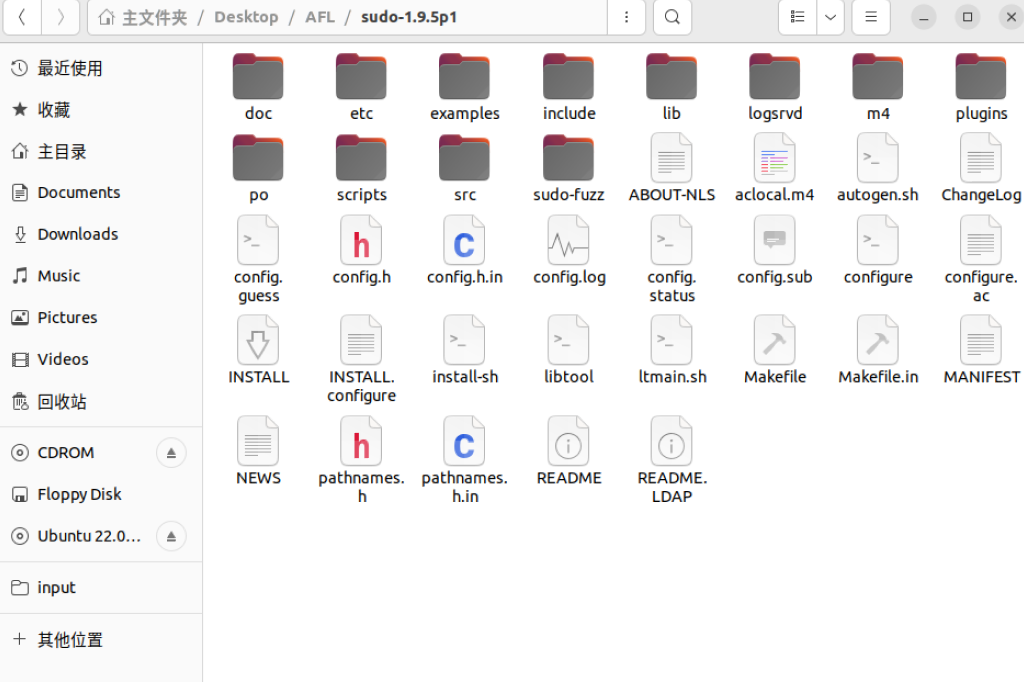 主文件夹 / Desktop / AFL / sudo-1.9.5p1
最近使用
收藏
主目录
Documents
Downloads
Music
Pictures
Videos
回收站
CDROM
Floppy Disk
Ubuntu 22.0...
input
其他位置
doc etc examples include lib logsrvd m4 plugins
po scripts src sudo-fuzz ABOUT-NLS aclocal.m4 autogen.sh ChangeLog
config. config.h config.h.in config.log config. config.sub configure configure.
guess status ac
INSTALL INSTALL. install-sh libtool ltmain.sh Makefile Makefile.in MANIFEST
configure
NEWS pathnames. pathnames. README README.
h h.in LDAP